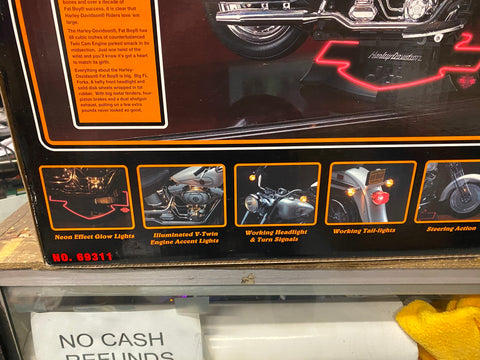 bones and over a decade of
Fat Boy® success, it is clear that
Harley-Davidson® Riders love 'em
large.
The Harley-Davidson®, Fat Boy® has
88 cubic inches of counterbalanced
Twin Cam Engine parked smack in its
midsection. Just one twist of the
wrist and you'll know it's got a heart
to match its girth.
Everything about the Harley-
Davidson® Fat Boy® is big. Big FL
Forks. A hefty front headlight and
solid disk wheels wrapped in fat
rubber. With big metal fenders, four-
piston brakes and a dual shotgun
exhaust, putting on a few extra
pounds never looked so good.
Harley-Davidson
Neon Effect Glow Lights
Illuminated V-Twin
Engine Accent Lights
Working Headlight
& Turn Signals
Working Tail-lights
Steering Action
NO. 69311
NO CASH
REFUNDS